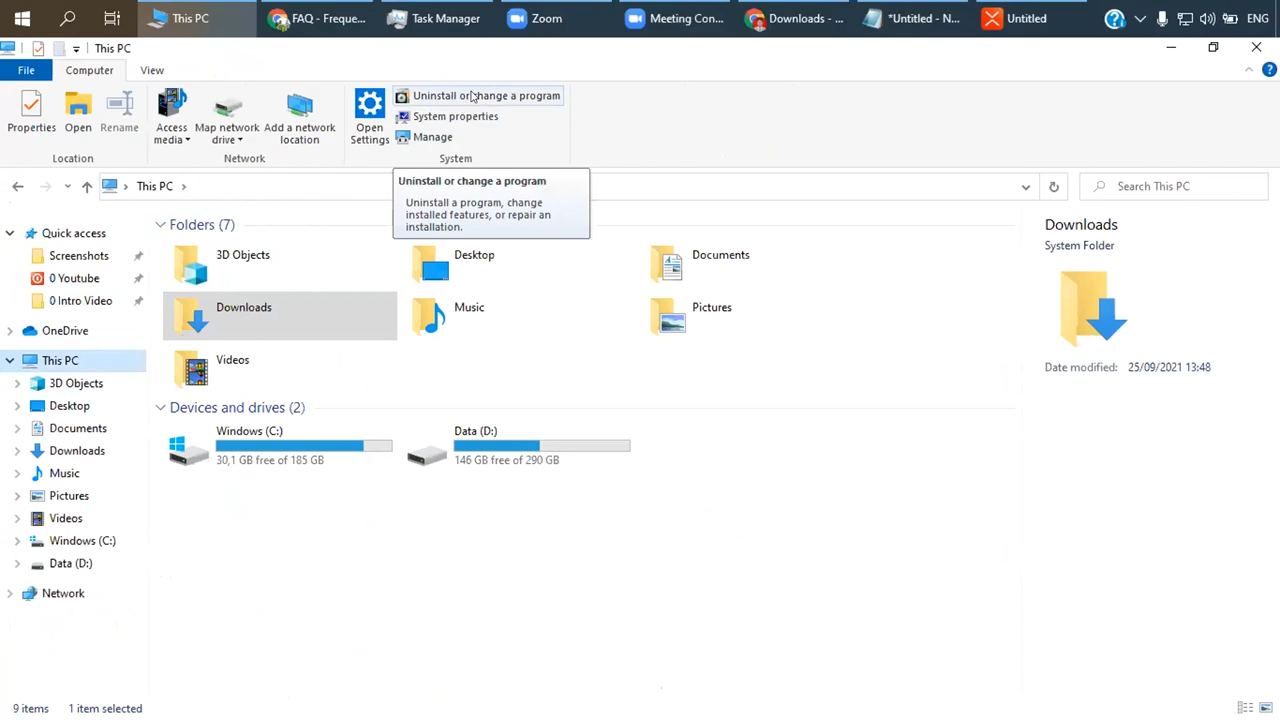 This PC
FAQ - Freque...
Task Manager
Zoom
Meeting Con...
Downloads - ...
*Untitled - N...
Untitled
ENG
This PC
File
Computer
View
Properties
Open
Rename
Access media
Map network drive
Add a network location
Open Settings
Uninstall or change a program
System properties
Manage
Location
Network
System
This PC
Search This PC
Uninstall or change a program
Uninstall a program, change
installed features, or repair an
installation.
Quick access
Screenshots
0 Youtube
0 Intro Video
OneDrive
This PC
3D Objects
Desktop
Documents
Downloads
Music
Pictures
Videos
Windows (C:)
Data (D:)
Network
Folders (7)
3D Objects
Desktop
Documents
Downloads
Music
Pictures
Videos
Devices and drives (2)
Windows (C:)
30,1 GB free of 185 GB
Data (D:)
146 GB free of 290 GB
Downloads
System Folder
Date modified: 25/09/2021 13:48
9 items
1 item selected